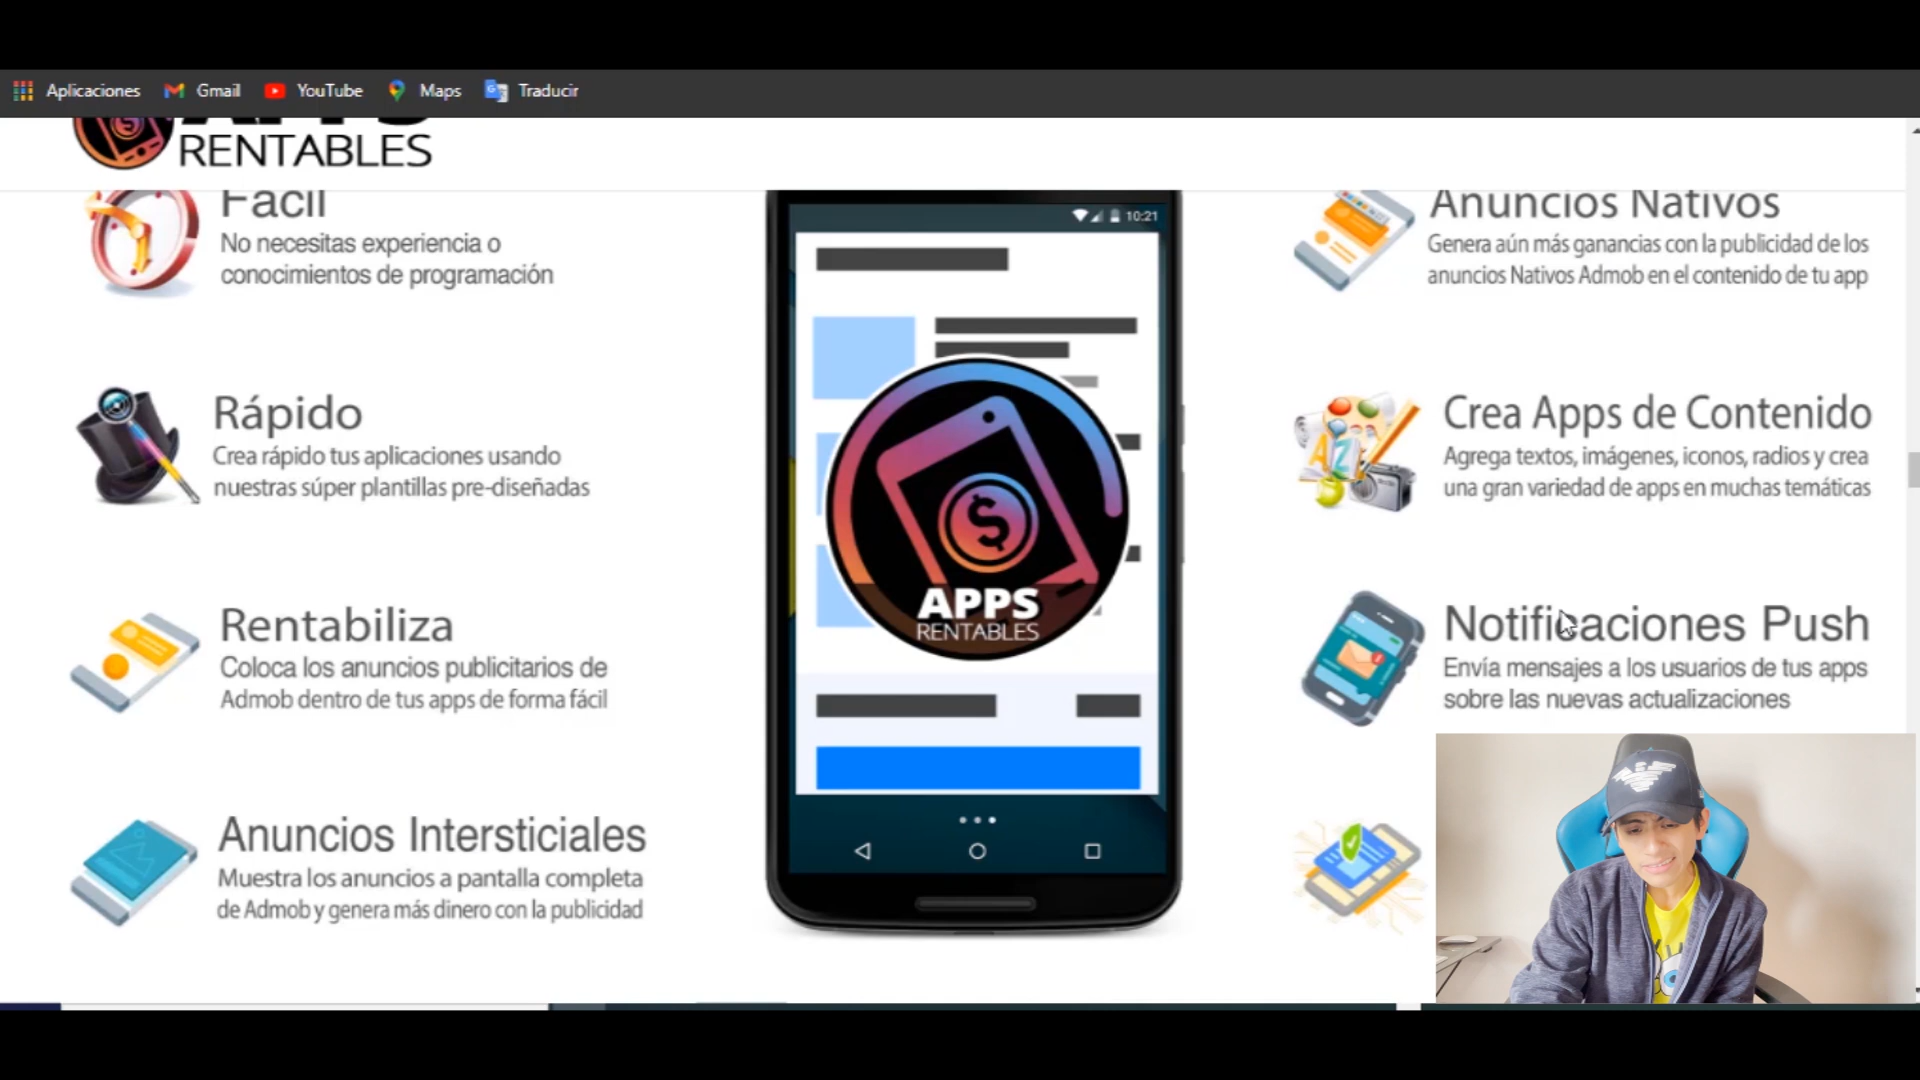 Aplicaciones Gmail YouTube Maps Traducir
APPS
RENTABLES
Fácil
No necesitas experiencia o
conocimientos de programación
Rápido
Crea rápido tus aplicaciones usando
nuestras súper plantillas pre-diseñadas
Rentabiliza
Coloca los anuncios publicitarios de
Admob dentro de tus apps de forma fácil
Anuncios Intersticiales
Muestra los anuncios a pantalla completa
de Admob y genera más dinero con la publicidad
10:21
$
APPS
RENTABLES
Anuncios Nativos
Genera aún más ganancias con la publicidad de los
anuncios Nativos Admob en el contenido de tu app
Crea Apps de Contenido
Agrega textos, imágenes, iconos, radios y crea
una gran variedad de apps en muchas temáticas
Notificaciones Push
Envía mensajes a los usuarios de tus apps
sobre las nuevas actualizaciones